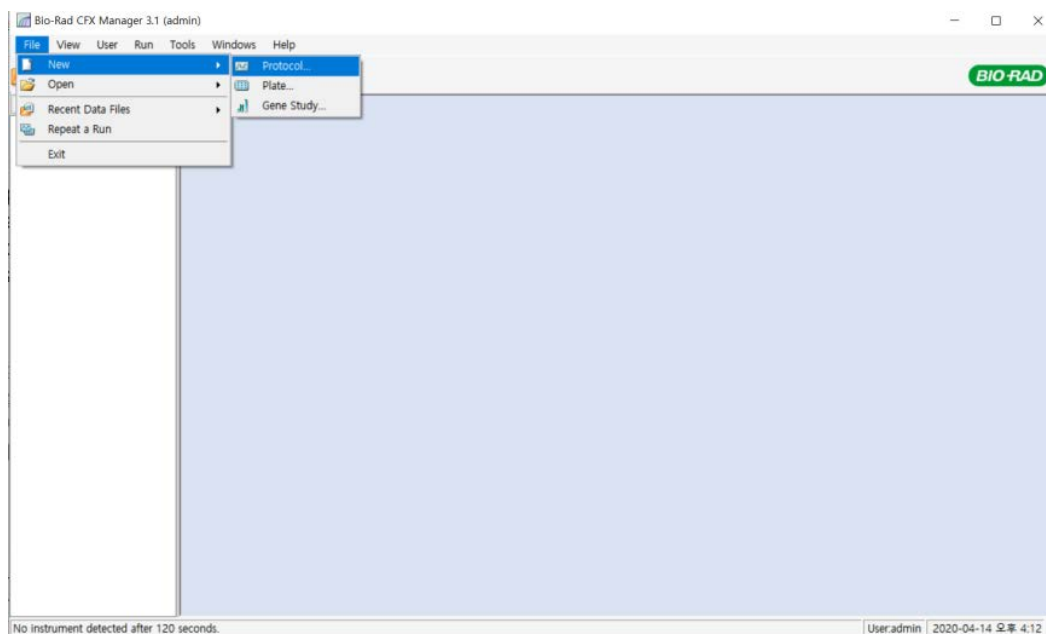 Bio-Rad CFX Manager 3.1 (admin)
File View User Run Tools Windows Help
New
Protocol...
Open
Plate...
Recent Data Files
Gene Study...
Repeat a Run
Exit
BIO-RAD
No instrument detected after 120 seconds.
User:admin 2020-04-14 오후 4:12